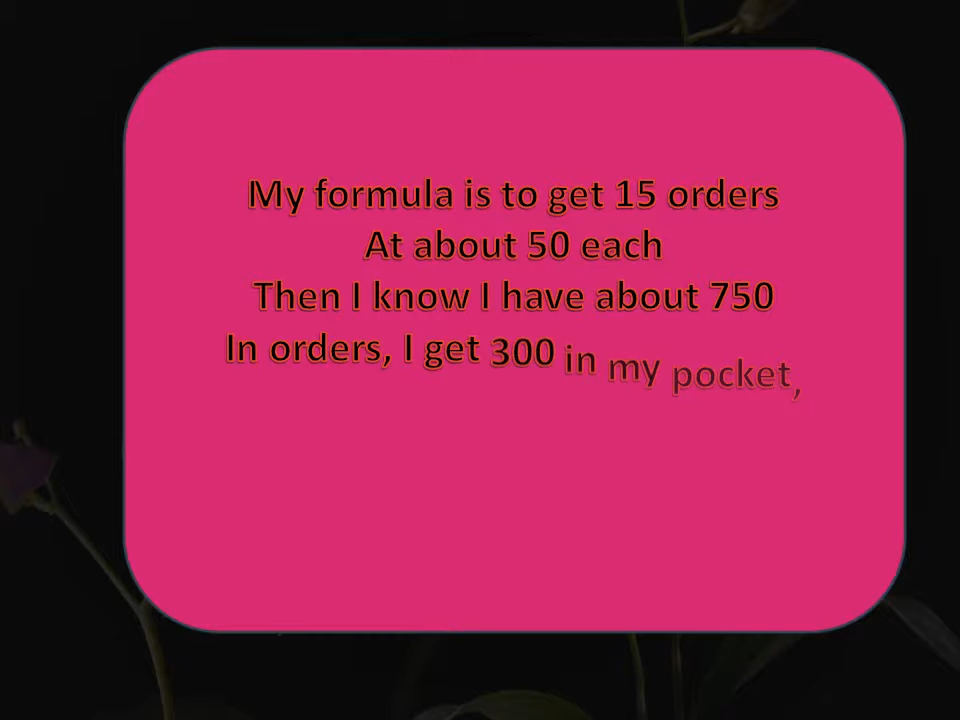 My formula is to get 15 orders
At about 50 each
Then I know I have about 750
In orders, I get 300 in my pocket,